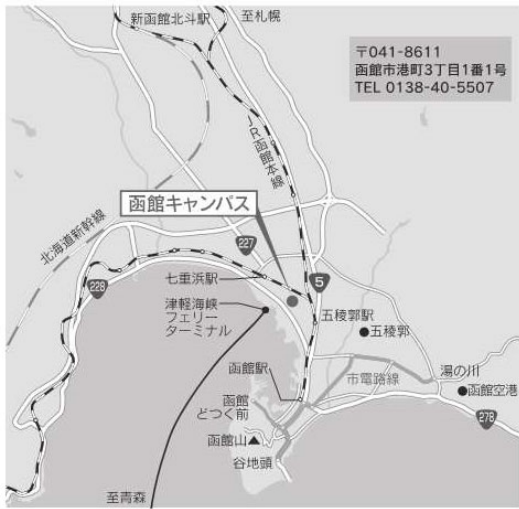 新函館北斗駅
至札幌
〒041-8611
函館市港町3丁目1番1号
TEL 0138-40-5507
JR函館本線
函館キャンパス
北海道新幹線
227
5
228
七重浜駅
津軽海峡
フェリー
ターミナル
五稜郭駅
五稜郭
函館駅
市電路線
湯の川
函館空港
函館
どつく前
278
函館山
谷地頭
至青森